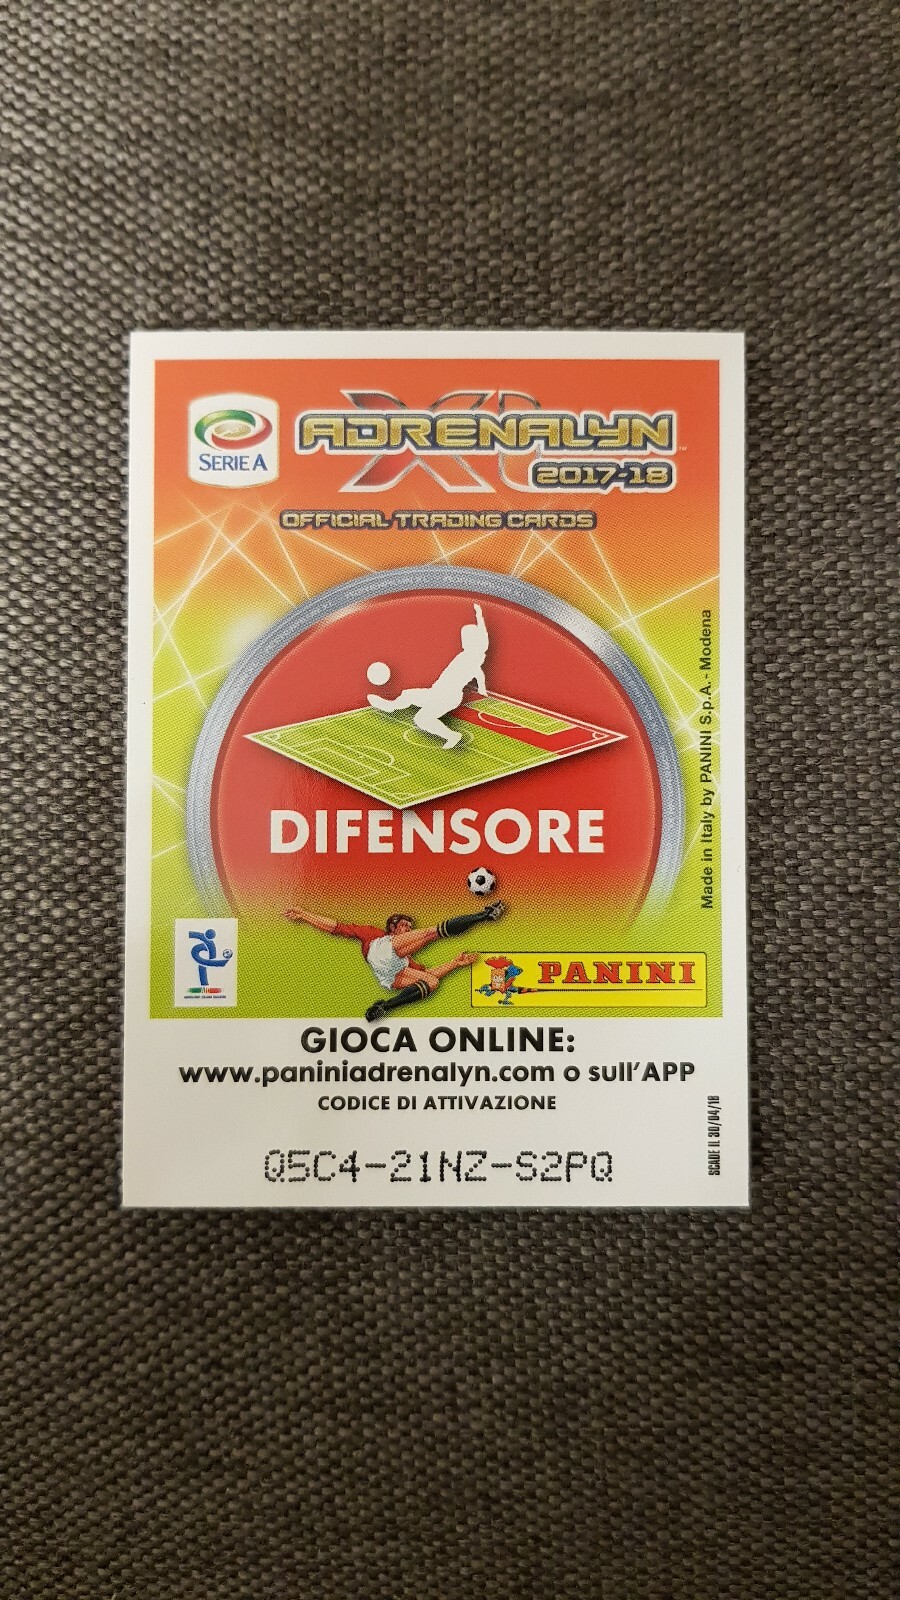 SERIE A
XL
ADRENALYN™
2017-18
OFFICIAL TRADING CARDS
DIFENSORE
Made in Italy by PANINI S.p.A. - Modena
PANINI
GIOCA ONLINE:
www.paniniadrenalyn.com o sull'APP
CODICE DI ATTIVAZIONE
Q5C4-21NZ-S2PQ
SCADE IL 30/04/18